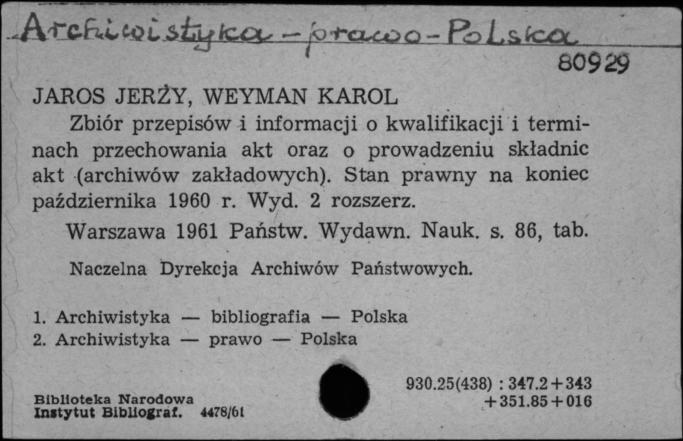 Archiwistyka – prawo – Polska
80929
JAROS JERZY, WEYMAN KAROL
Zbiór przepisów i informacji o kwalifikacji i termi-
nach przechowania akt oraz o prowadzeniu składnic
akt (archiwów zakładowych). Stan prawny na koniec
października 1960 r. Wyd. 2 rozszerz.
Warszawa 1961 Państw. Wydawn. Nauk. s. 86, tab.
Naczelna Dyrekcja Archiwów Państwowych.
1. Archiwistyka — bibliografia — Polska
2. Archiwistyka — prawo — Polska
930.25(438) : 347.2+343
+351.85+016
Biblioteka Narodowa
Instytut Bibliograf. 4478/61